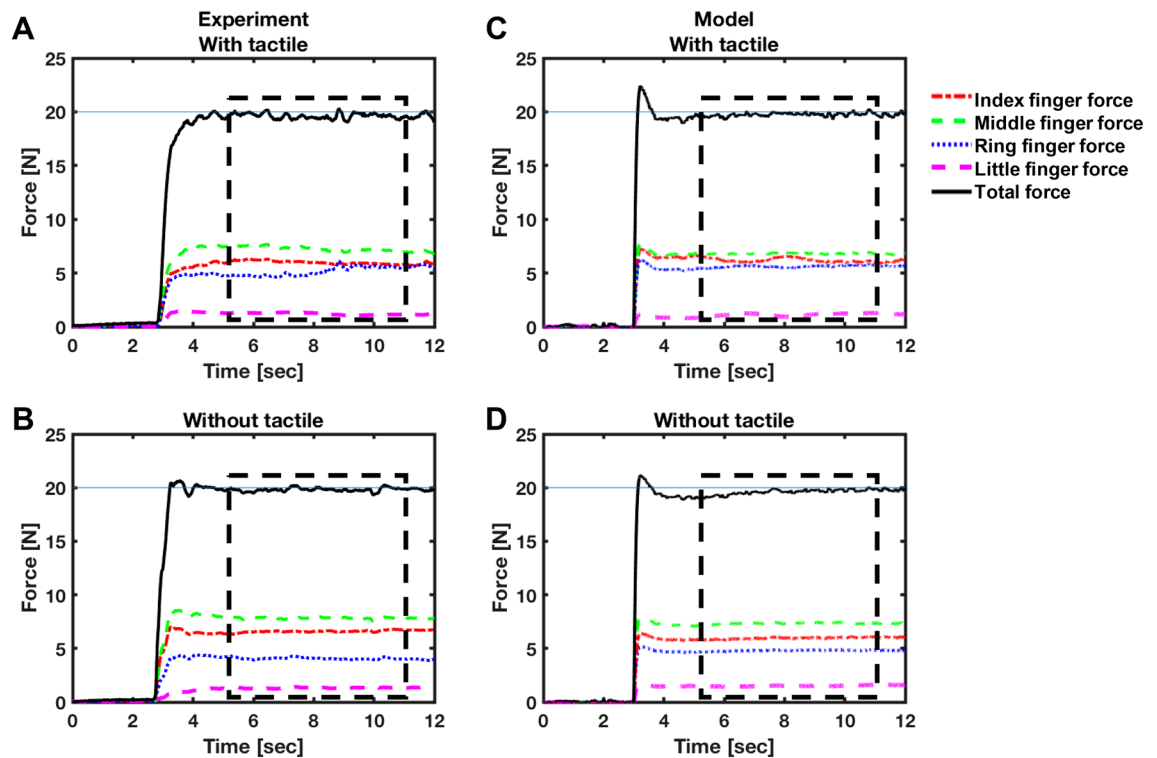 A
Experiment
With tactile
25
20
15
10
5
0
Force [N]
0 2 4 6 8 10 12
Time [sec]
C
Model
With tactile
25
20
15
10
5
0
Force [N]
0 2 4 6 8 10 12
Time [sec]
Index finger force
Middle finger force
Ring finger force
Little finger force
Total force
B
Without tactile
25
20
15
10
5
0
Force [N]
0 2 4 6 8 10 12
Time [sec]
D
Without tactile
25
20
15
10
5
0
Force [N]
0 2 4 6 8 10 12
Time [sec]